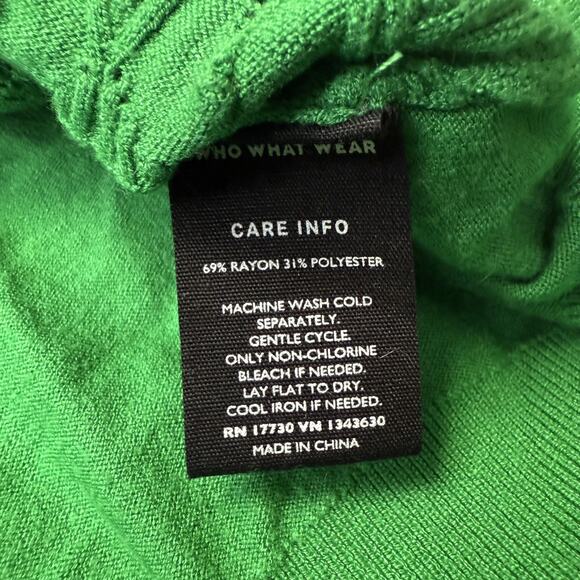 WHO WHAT WEAR
CARE INFO
69% RAYON 31% POLYESTER
MACHINE WASH COLD
SEPARATELY.
GENTLE CYCLE.
ONLY NON-CHLORINE
BLEACH IF NEEDED.
LAY FLAT TO DRY.
COOL IRON IF NEEDED.
RN 17730 VN 1343630
MADE IN CHINA